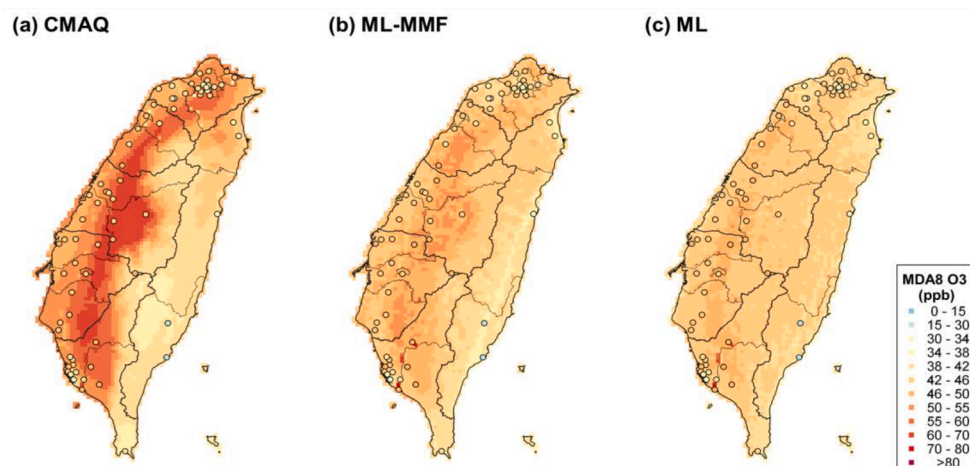 (a) CMAQ
(b) ML-MMF
(c) ML
MDA8 O3
(ppb)
0 - 15
15 - 30
30 - 34
34 - 38
38 - 42
42 - 46
46 - 50
50 - 55
55 - 60
60 - 70
70 - 80
>80